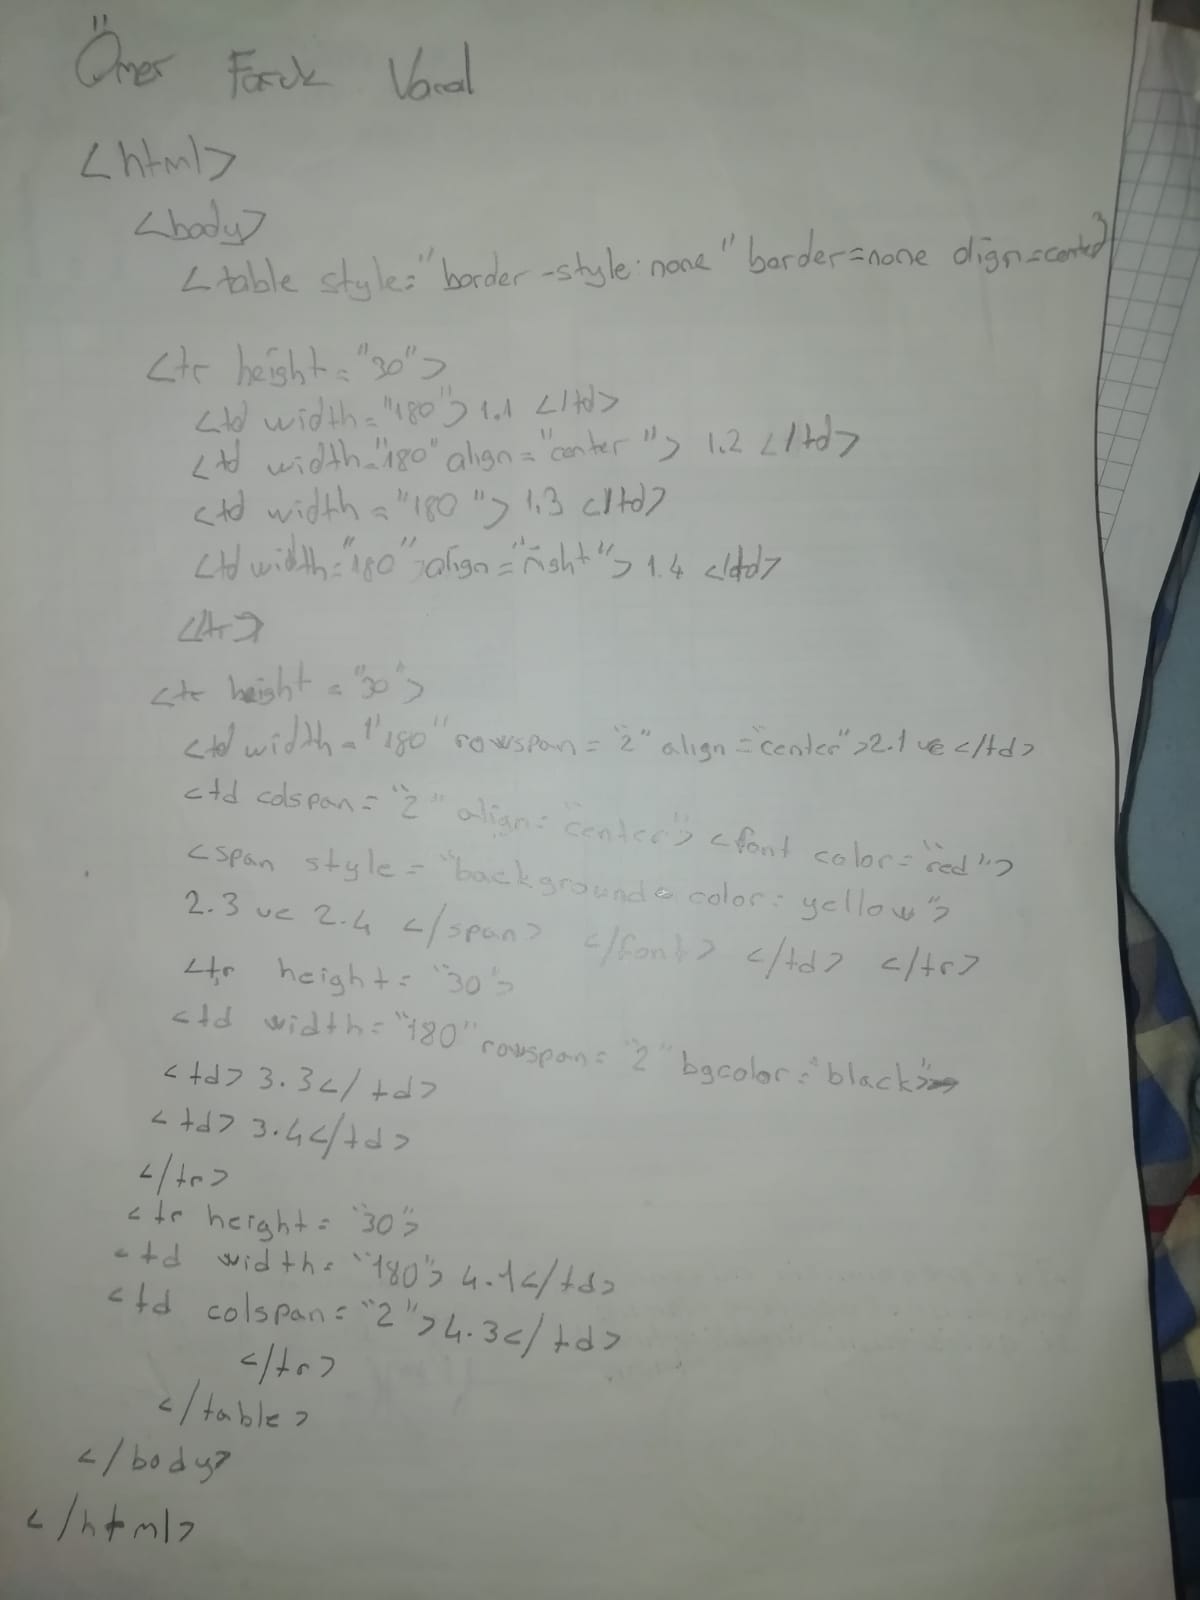 Ömer Faruk Vural
<html>
<body>
<table style="border-style:none" border=none align=center>
<tr height="30">
<td width="180"> 1.1 </td>
<td width="180" align="center"> 1.2 </td>
<td width="180"> 1.3 </td>
<td width="180" align="right"> 1.4 </td>
</tr>
<tr height="30">
<td width="180" rowspan="2" align="center">2.1 ve </td>
<td colspan="2" align="center"> <font color="red">
<span style="background-color: yellow">
2.3 ve 2.4 </span> </font> </td> </tr>
<tr height="30">
<td width="180" rowspan="2" bgcolor="black">
<td> 3.3</td>
<td> 3.4</td>
</tr>
<tr height="30">
<td width="180"> 4.1</td>
<td colspan="2">4.3</td>
</tr>
</table>
</body>
</html>